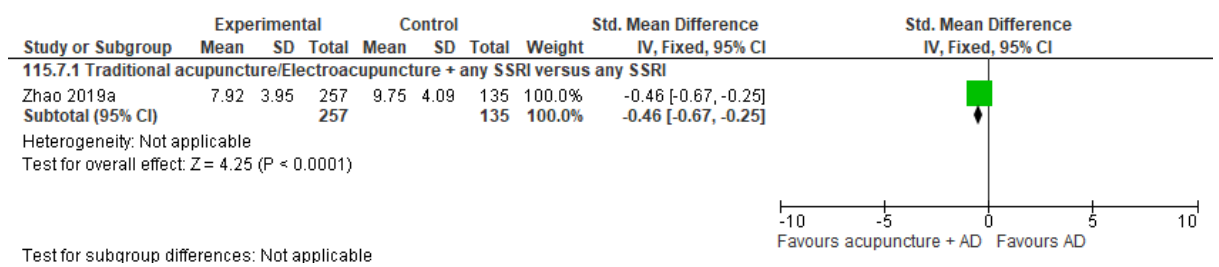 Experimental Control Std. Mean Difference Std. Mean Difference
Study or Subgroup Mean SD Total Mean SD Total Weight IV, Fixed, 95% CI IV, Fixed, 95% CI
115.7.1 Traditional acupuncture/Electroacupuncture + any SSRI versus any SSRI
Zhao 2019a 7.92 3.95 257 9.75 4.09 135 100.0% -0.46 [-0.67, -0.25]
Subtotal (95% CI) 257 135 100.0% -0.46 [-0.67, -0.25]
Heterogeneity: Not applicable
Test for overall effect: Z = 4.25 (P < 0.0001)
-10 -5 0 5 10
Favours acupuncture + AD Favours AD
Test for subgroup differences: Not applicable